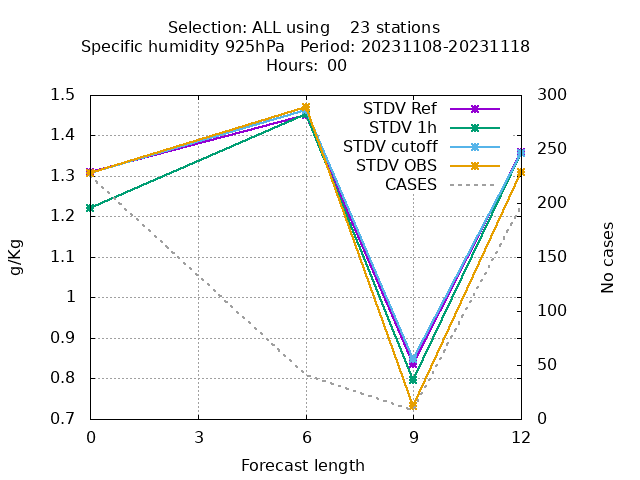 Selection: ALL using    23 stations
Specific humidity 925hPa   Period: 20231108-20231118
Hours: 00
1.5
1.4
1.3
1.2
1.1
1
0.9
0.8
0.7
g/Kg
300
250
200
150
100
50
0
No cases
STDV Ref
STDV 1h
STDV cutoff
STDV OBS
CASES
0 3 6 9 12
Forecast length